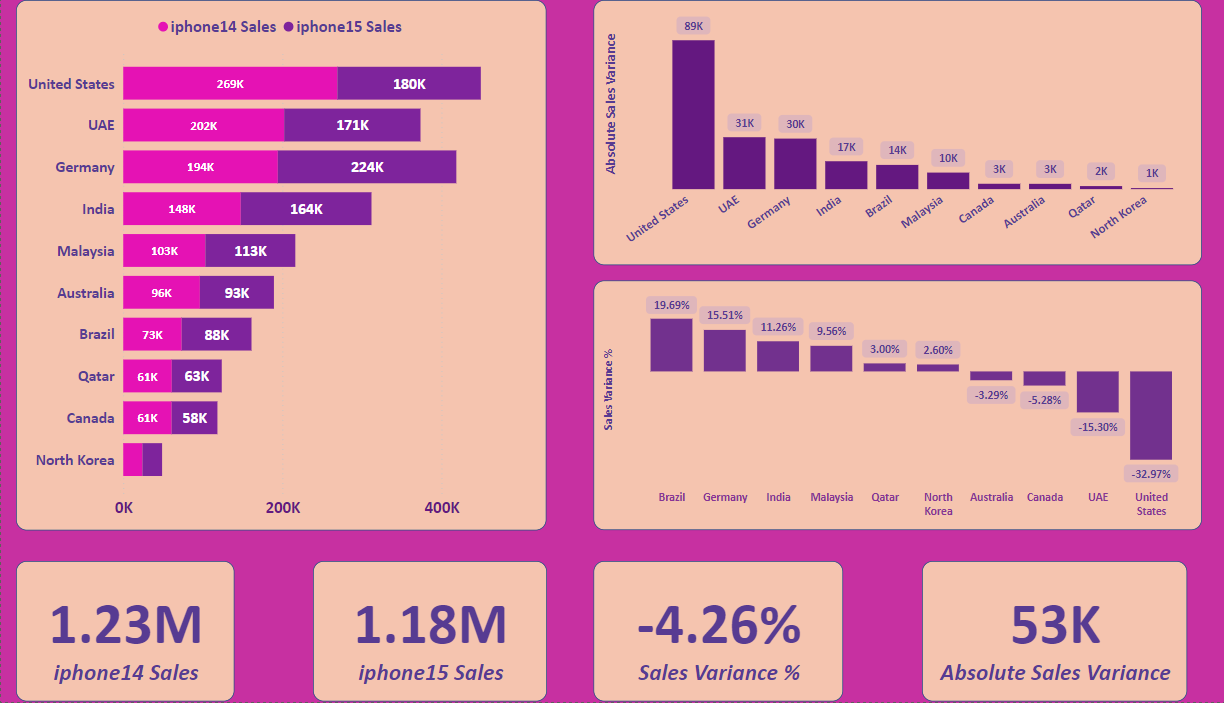 iphone14 Sales iphone15 Sales
United States 269K 180K
UAE 202K 171K
Germany 194K 224K
India 148K 164K
Malaysia 103K 113K
Australia 96K 93K
Brazil 73K 88K
Qatar 61K 63K
Canada 61K 58K
North Korea
0K 200K 400K
Absolute Sales Variance
89K 31K 30K 17K 14K 10K 3K 3K 2K 1K
United States UAE Germany India Brazil Malaysia Canada Australia Qatar North Korea
Sales Variance %
19.69% 15.51% 11.26% 9.56% 3.00% 2.60% -3.29% -5.28% -15.30% -32.97%
Brazil Germany India Malaysia Qatar North Australia Canada UAE United
Korea States
1.23M
iphone14 Sales
1.18M
iphone15 Sales
-4.26%
Sales Variance %
53K
Absolute Sales Variance